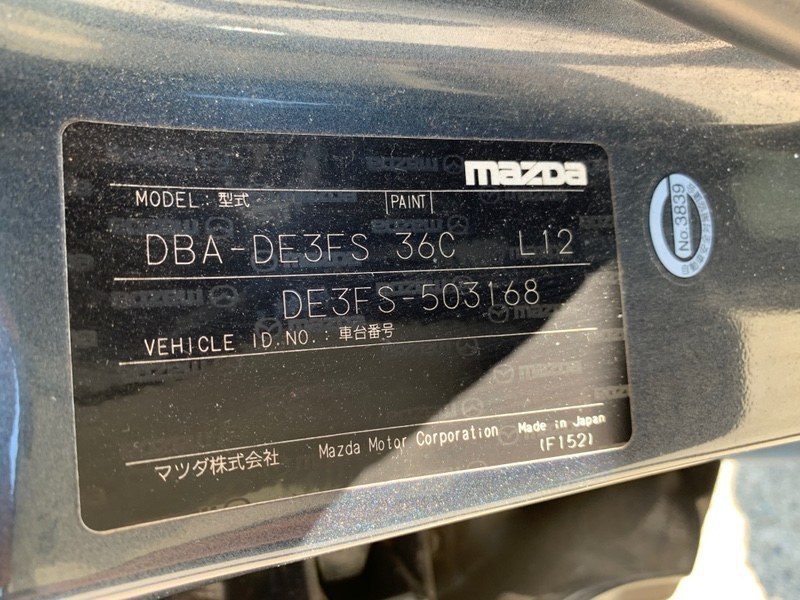 mazda
MODEL: 型式 PAINT
DBA-DE3FS 36C L12
DE3FS-503168
VEHICLE ID.NO.: 車台番号
マツダ株式会社 Mazda Motor Corporation Made in Japan
(F152)
No.3839